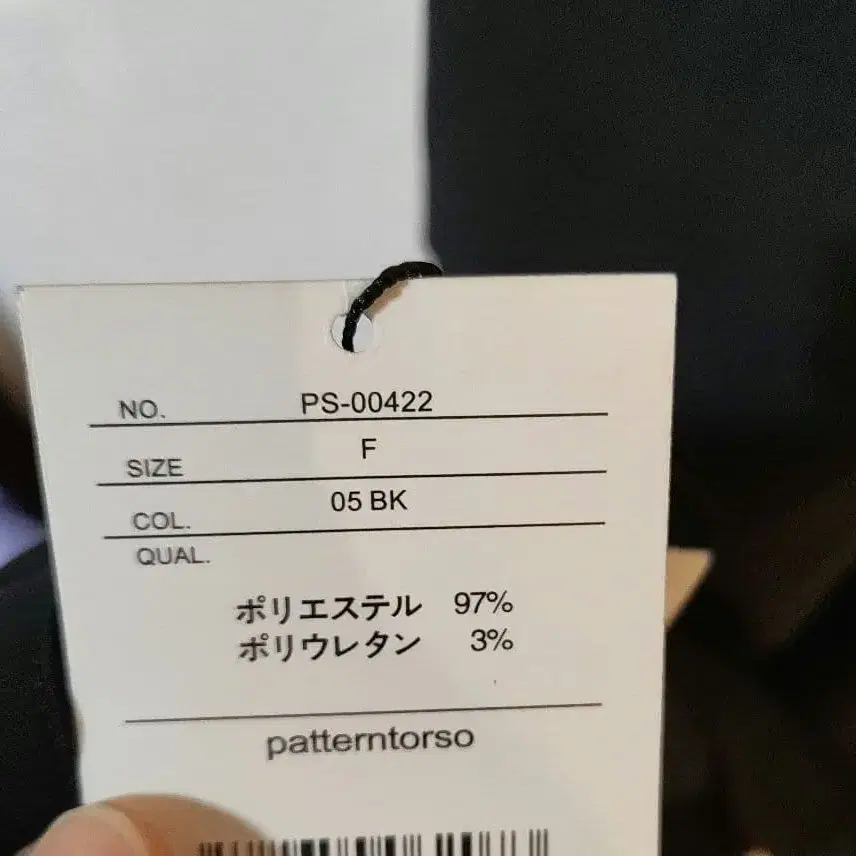 NO. PS-00422
SIZE F
COL. 05 BK
QUAL.
ポリエステル 97%
ポリウレタン 3%
patterntorso